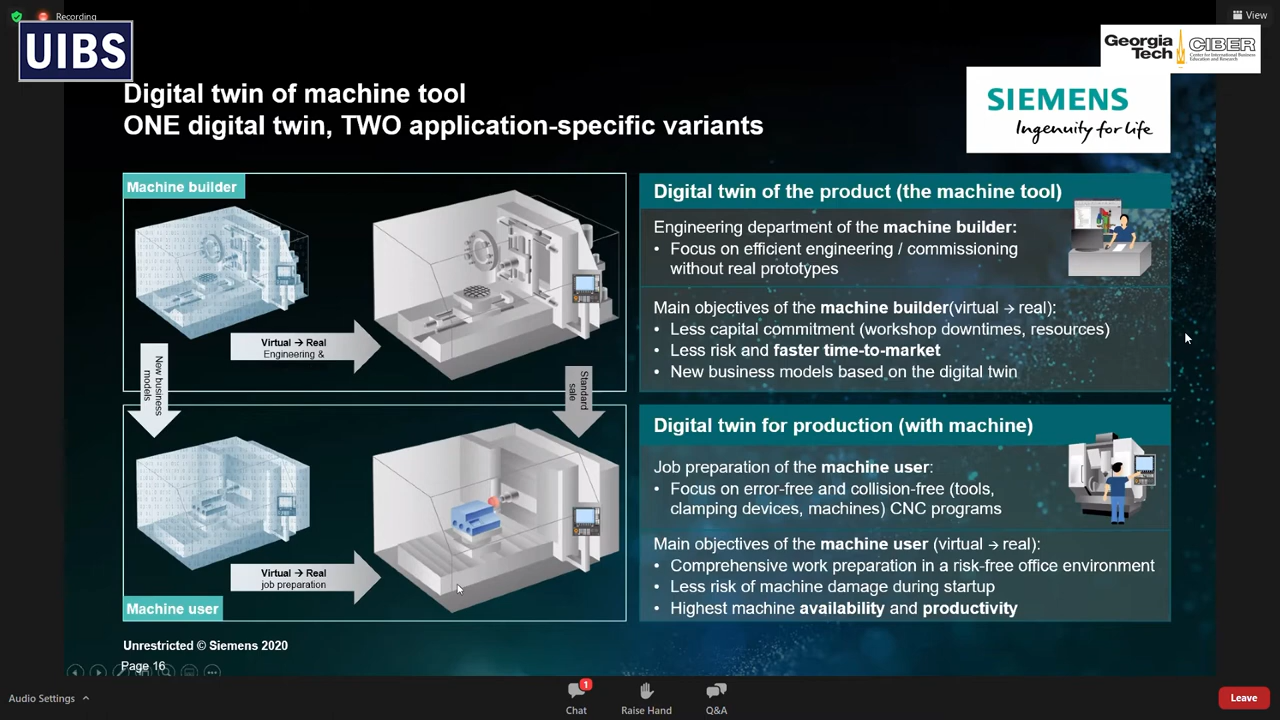 Recording
View
UIBS
Georgia Tech
CIBER
Center for International Business Education and Research
SIEMENS
Ingenuity for life
Digital twin of machine tool
ONE digital twin, TWO application-specific variants
Machine builder
Virtual → Real
Engineering &
New business models
Standard sale
Virtual → Real
job preparation
Machine user
Digital twin of the product (the machine tool)
Engineering department of the machine builder:
• Focus on efficient engineering / commissioning
without real prototypes
Main objectives of the machine builder(virtual → real):
• Less capital commitment (workshop downtimes, resources)
• Less risk and faster time-to-market
• New business models based on the digital twin
Digital twin for production (with machine)
Job preparation of the machine user:
• Focus on error-free and collision-free (tools,
clamping devices, machines) CNC programs
Main objectives of the machine user (virtual → real):
• Comprehensive work preparation in a risk-free office environment
• Less risk of machine damage during startup
• Highest machine availability and productivity
Unrestricted © Siemens 2020
Page 16
Audio Settings
1
Chat
Raise Hand
Q&A
Leave